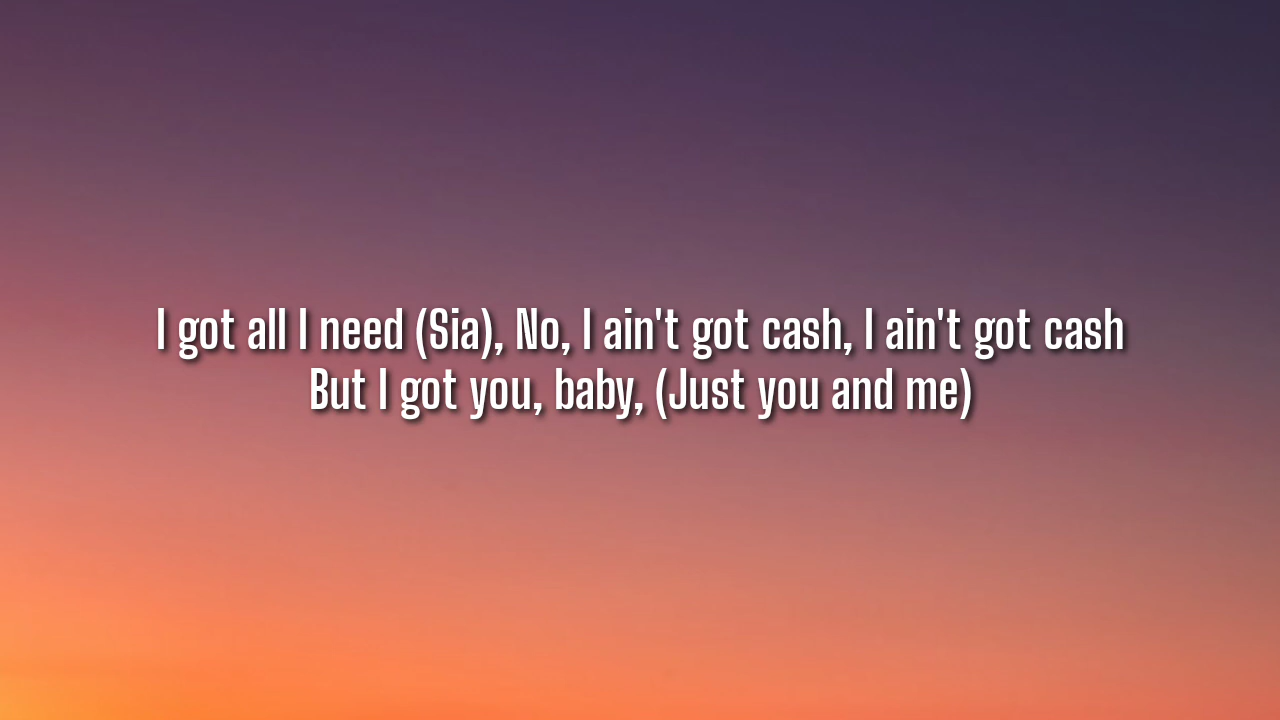 I got all I need (Sia), No, I ain't got cash, I ain't got cash
But I got you, baby, (Just you and me)